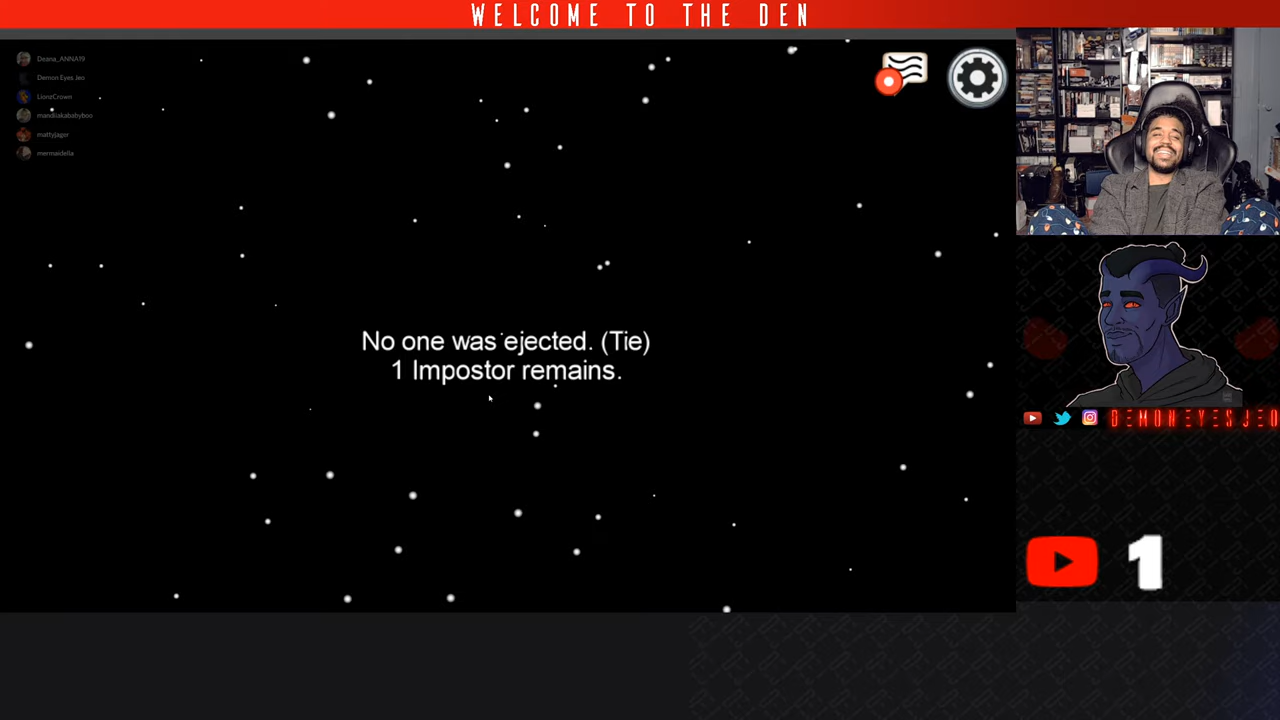 WELCOME TO THE DEN
Deana_ANNA19
Demon Eyes Jeo
LionzCrown
mandiiakababyboo
mattyjager
mermaidella
No one was ejected. (Tie)
1 Impostor remains.
DEMONEYESJEO
1